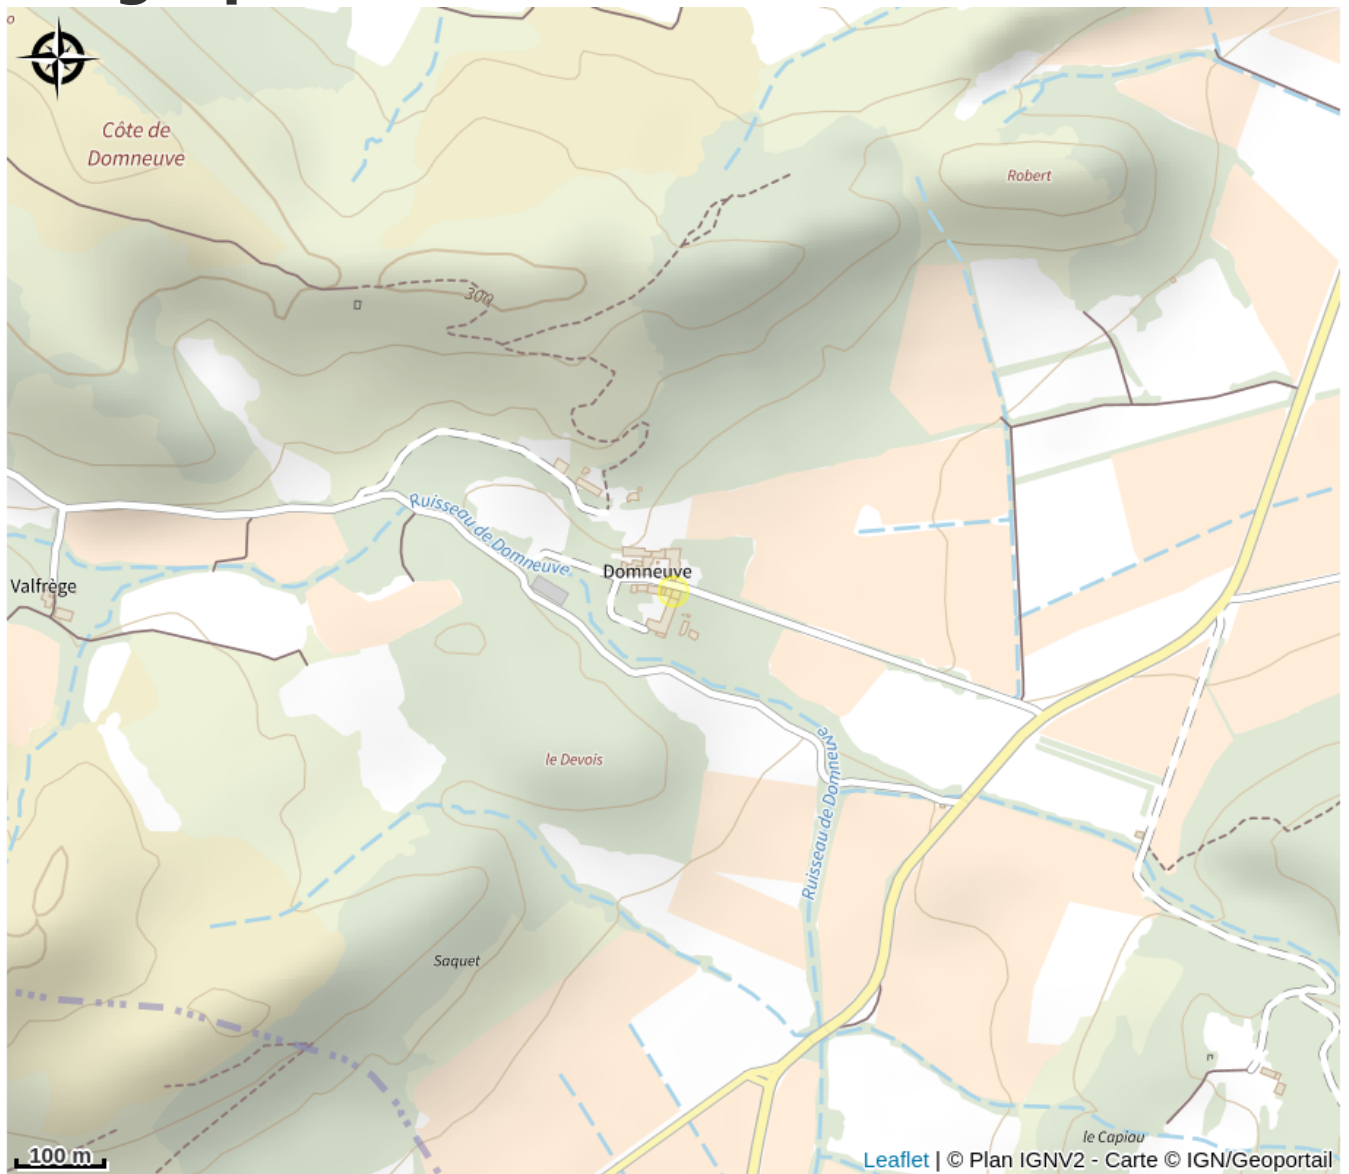 Côte de
Domneuve
Robert
300
Ruisseau de Domneuve
Domneuve
Valfrège
le Devois
Ruisseau de Domneuve
Saquet
le Capiau
100 m
Leaflet | © Plan IGNV2 - Carte © IGN/Geoportail